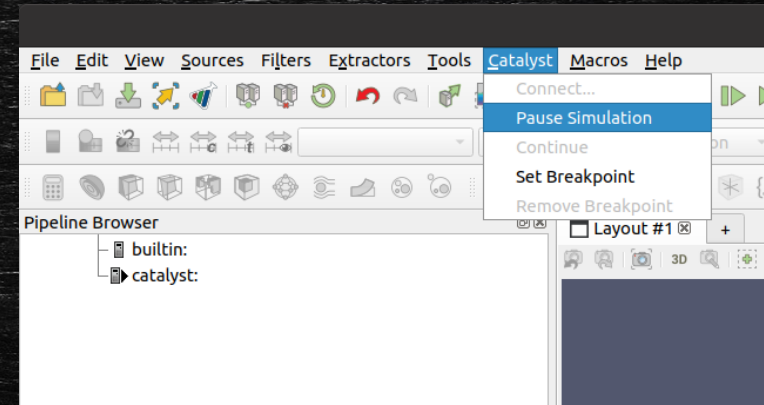 File Edit View Sources Filters Extractors Tools Catalyst Macros Help
Connect...
Pause Simulation
Continue
Set Breakpoint
Remove Breakpoint
Pipeline Browser
builtin:
catalyst:
Layout #1
+
3D